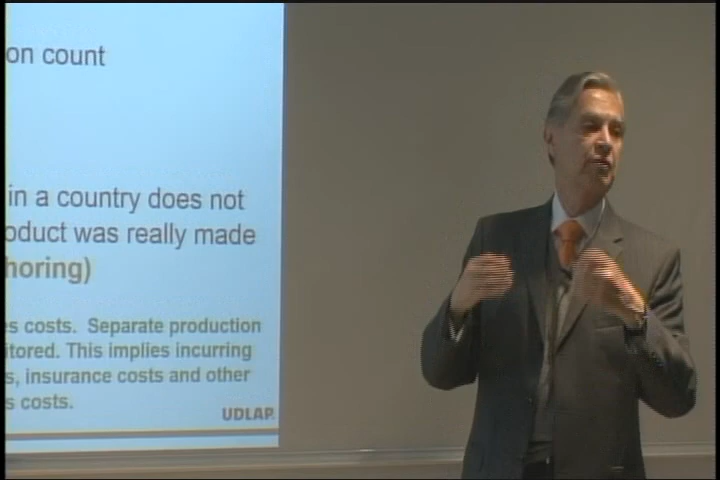 on count
in a country does not
oduct was really made
horing)
s costs. Separate production
itored. This implies incurring
s, insurance costs and other
s costs.
UDLAP